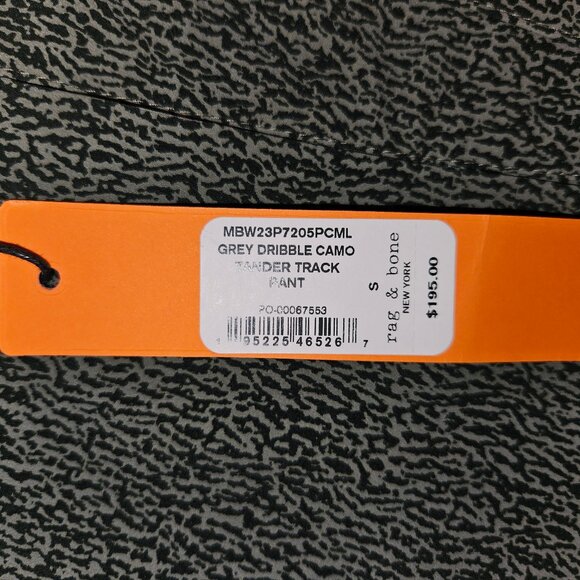 MBW23P7205PCML
GREY DRIBBLE CAMO
ZANDER TRACK
PANT
S
PO-00067553
95225 46526 7
rag & bone
NEW YORK
$195.00